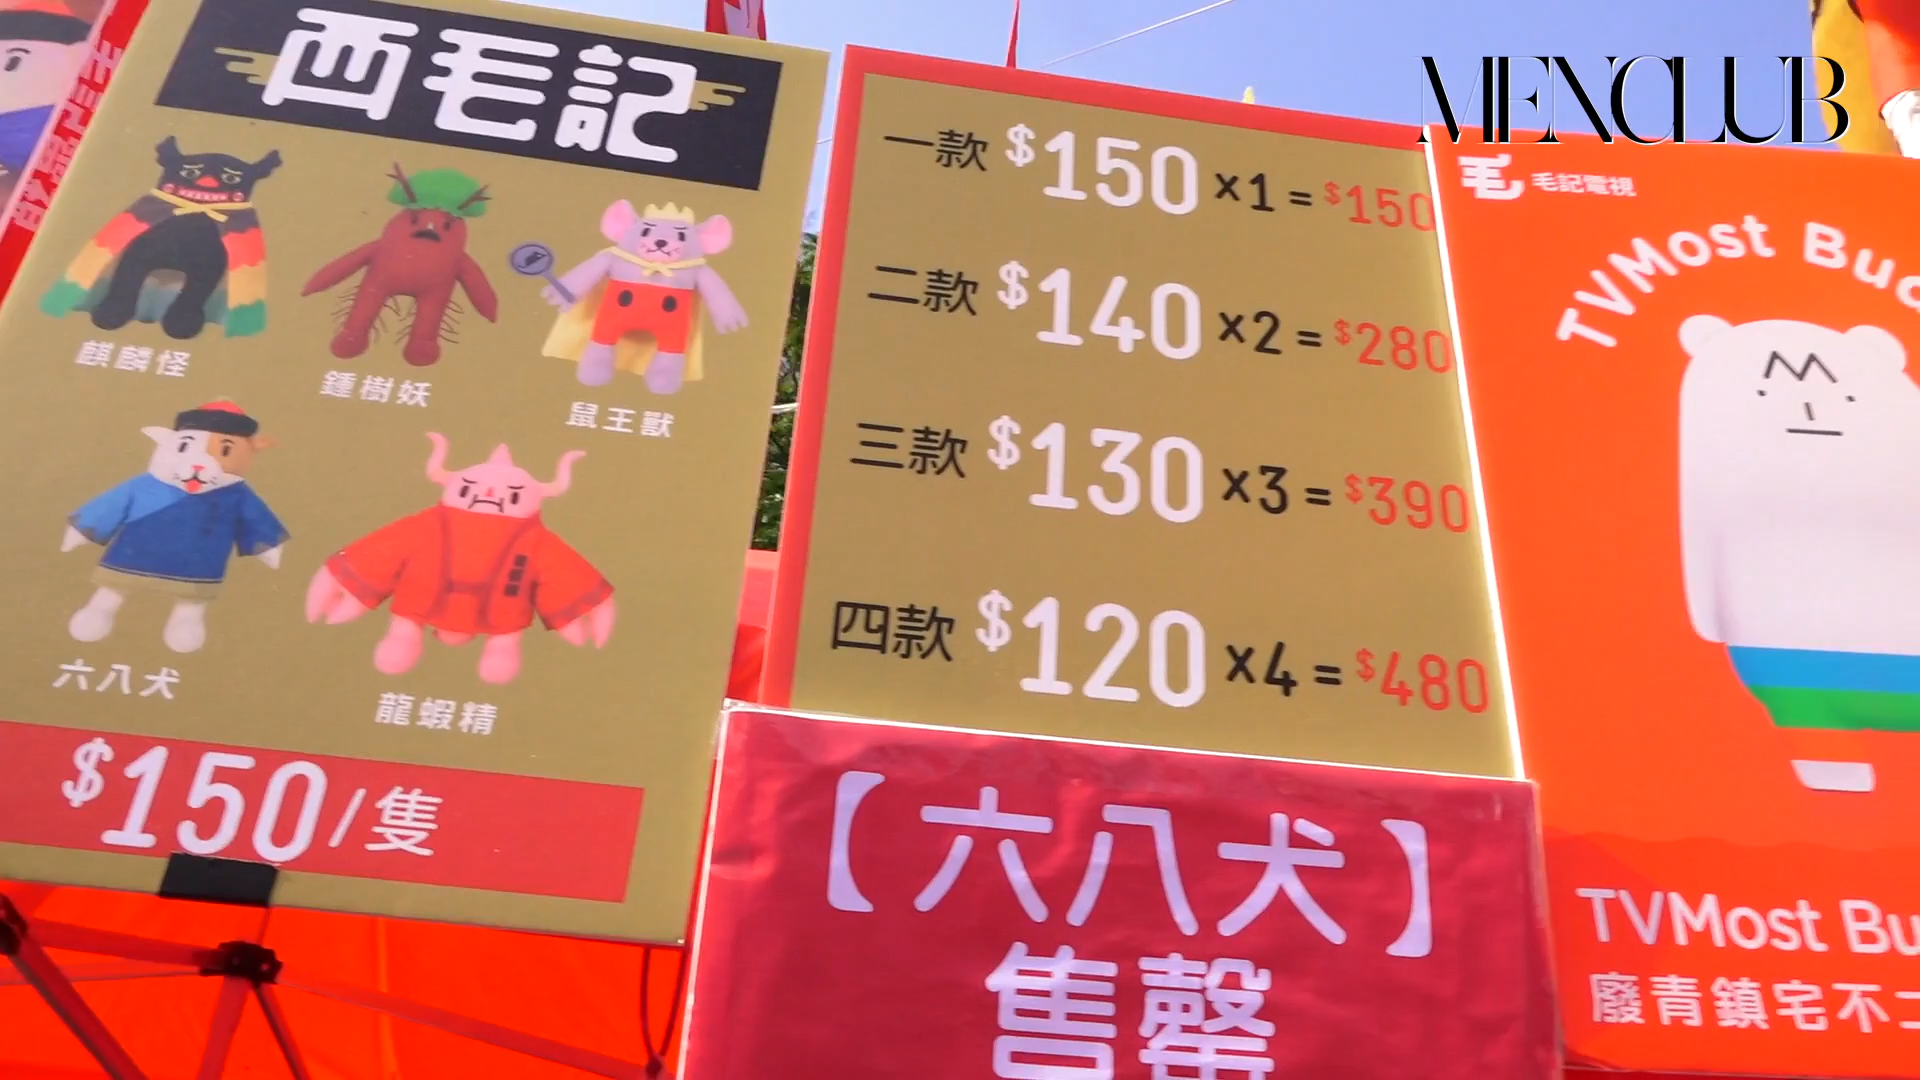 西毛記
麒麟怪
鍾樹妖
鼠王獸
六八犬
龍蝦精
$150/隻
一款 $150 x1 = $150
二款 $140 x2 = $280
三款 $130 x3 = $390
四款 $120 x4 = $480
【六八犬】
售罄
MENCLUB
毛記電視
TVMost Buc
TVMost Bu
廢青鎮宅不二